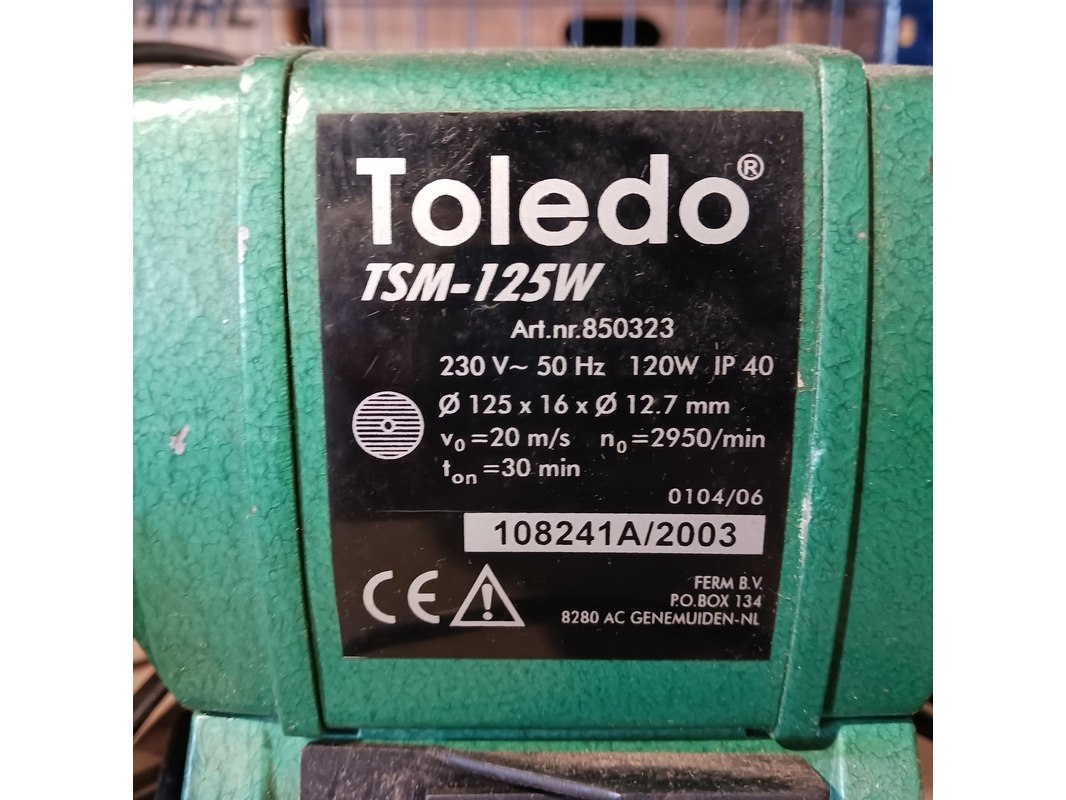 Toledo®
TSM-125W
Art.nr.850323
230 V~ 50 Hz 120W IP 40
Ø 125 x 16 x Ø 12.7 mm
v₀ =20 m/s n₀ =2950/min
tₒₙ =30 min
0104/06
108241A/2003
CE
FERM B.V.
P.O.BOX 134
8280 AC GENEMUIDEN-NL